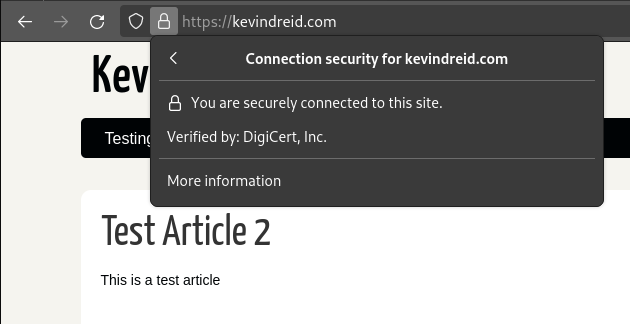 https://kevindreid.com
Kev
Connection security for kevindreid.com
You are securely connected to this site.
Testing
Verified by: DigiCert, Inc.
More information
Test Article 2
This is a test article